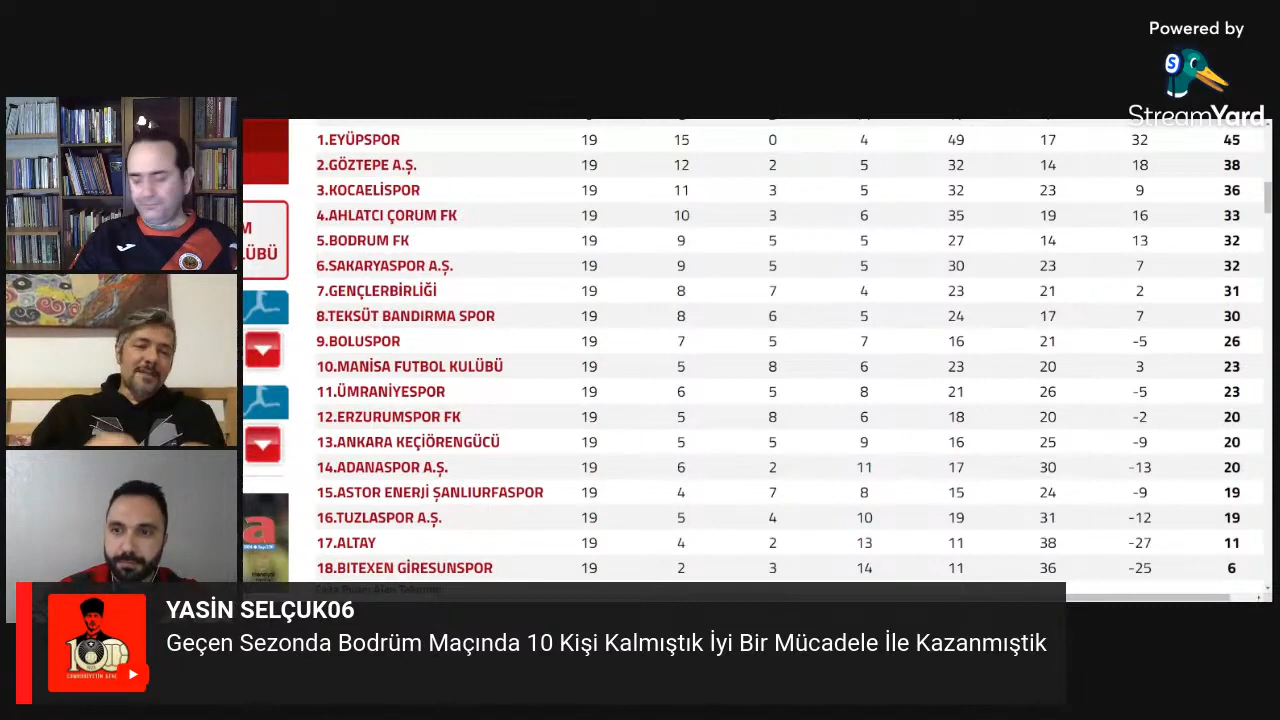 Powered by
S
StreamYard
1.EYÜPSPOR 19 15 0 4 49 17 32 45
2.GÖZTEPE A.Ş. 19 12 2 5 32 14 18 38
3.KOCAELİSPOR 19 11 3 5 32 23 9 36
4.AHLATCI ÇORUM FK 19 10 3 6 35 19 16 33
5.BODRUM FK 19 9 5 5 27 14 13 32
6.SAKARYASPOR A.Ş. 19 9 5 5 30 23 7 32
7.GENÇLERBİRLİĞİ 19 8 7 4 23 21 2 31
8.TEKSÜT BANDIRMA SPOR 19 8 6 5 24 17 7 30
9.BOLUSPOR 19 7 5 7 16 21 -5 26
10.MANİSA FUTBOL KULÜBÜ 19 5 8 6 23 20 3 23
11.ÜMRANİYESPOR 19 6 5 8 21 26 -5 23
12.ERZURUMSPOR FK 19 5 8 6 18 20 -2 20
13.ANKARA KEÇİÖRENGÜCÜ 19 5 5 9 16 25 -9 20
14.ADANASPOR A.Ş. 19 6 2 11 17 30 -13 20
15.ASTOR ENERJİ ŞANLIURFASPOR 19 4 7 8 15 24 -9 19
16.TUZLASPOR A.Ş. 19 5 4 10 19 31 -12 19
17.ALTAY 19 4 2 13 11 38 -27 11
18.BITEXEN GİRESUNSPOR 19 2 3 14 11 36 -25 6
M
LÜBÜ
a
YASİN SELÇUK06
Geçen Sezonda Bodrüm Maçında 10 Kişi Kalmıştık İyi Bir Mücadele İle Kazanmıştik